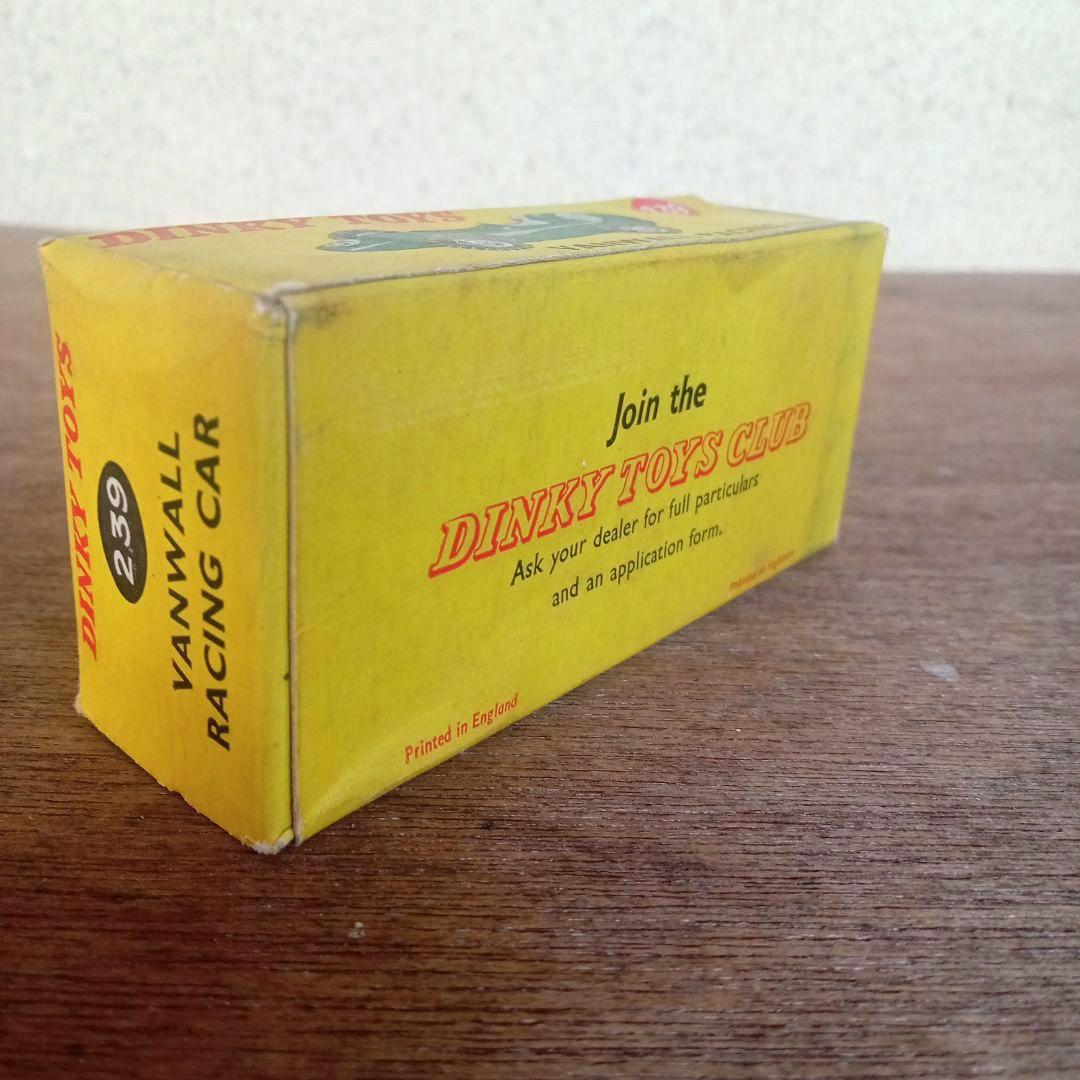 DINKY TOYS
239
DINKY TOYS
239
VANWALL
RACING CAR
Join the
DINKY TOYS CLUB
Ask your dealer for full particulars
and an application form.
Printed in England